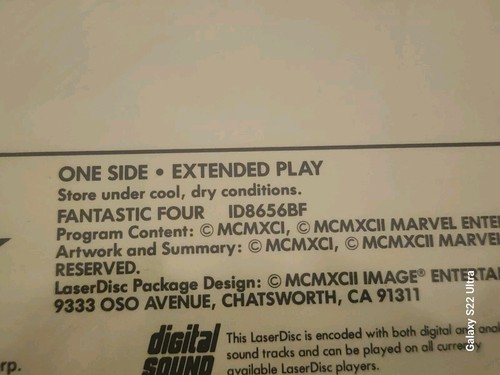 ONE SIDE • EXTENDED PLAY
Store under cool, dry conditions.
FANTASTIC FOUR ID8656BF
Program Content: © MCMXCI, © MCMXCII MARVEL ENTE
Artwork and Summary: © MCMXCI, © MCMXCII MARVE
RESERVED.
LaserDisc Package Design: © MCMXCII IMAGE® ENTERTA
9333 OSO AVENUE, CHATSWORTH, CA 91311
digital
SOUND
This LaserDisc is encoded with both digital and anal
sound tracks and can be played on all currently
available LaserDisc players.
rp.
Galaxy S22 Ultra